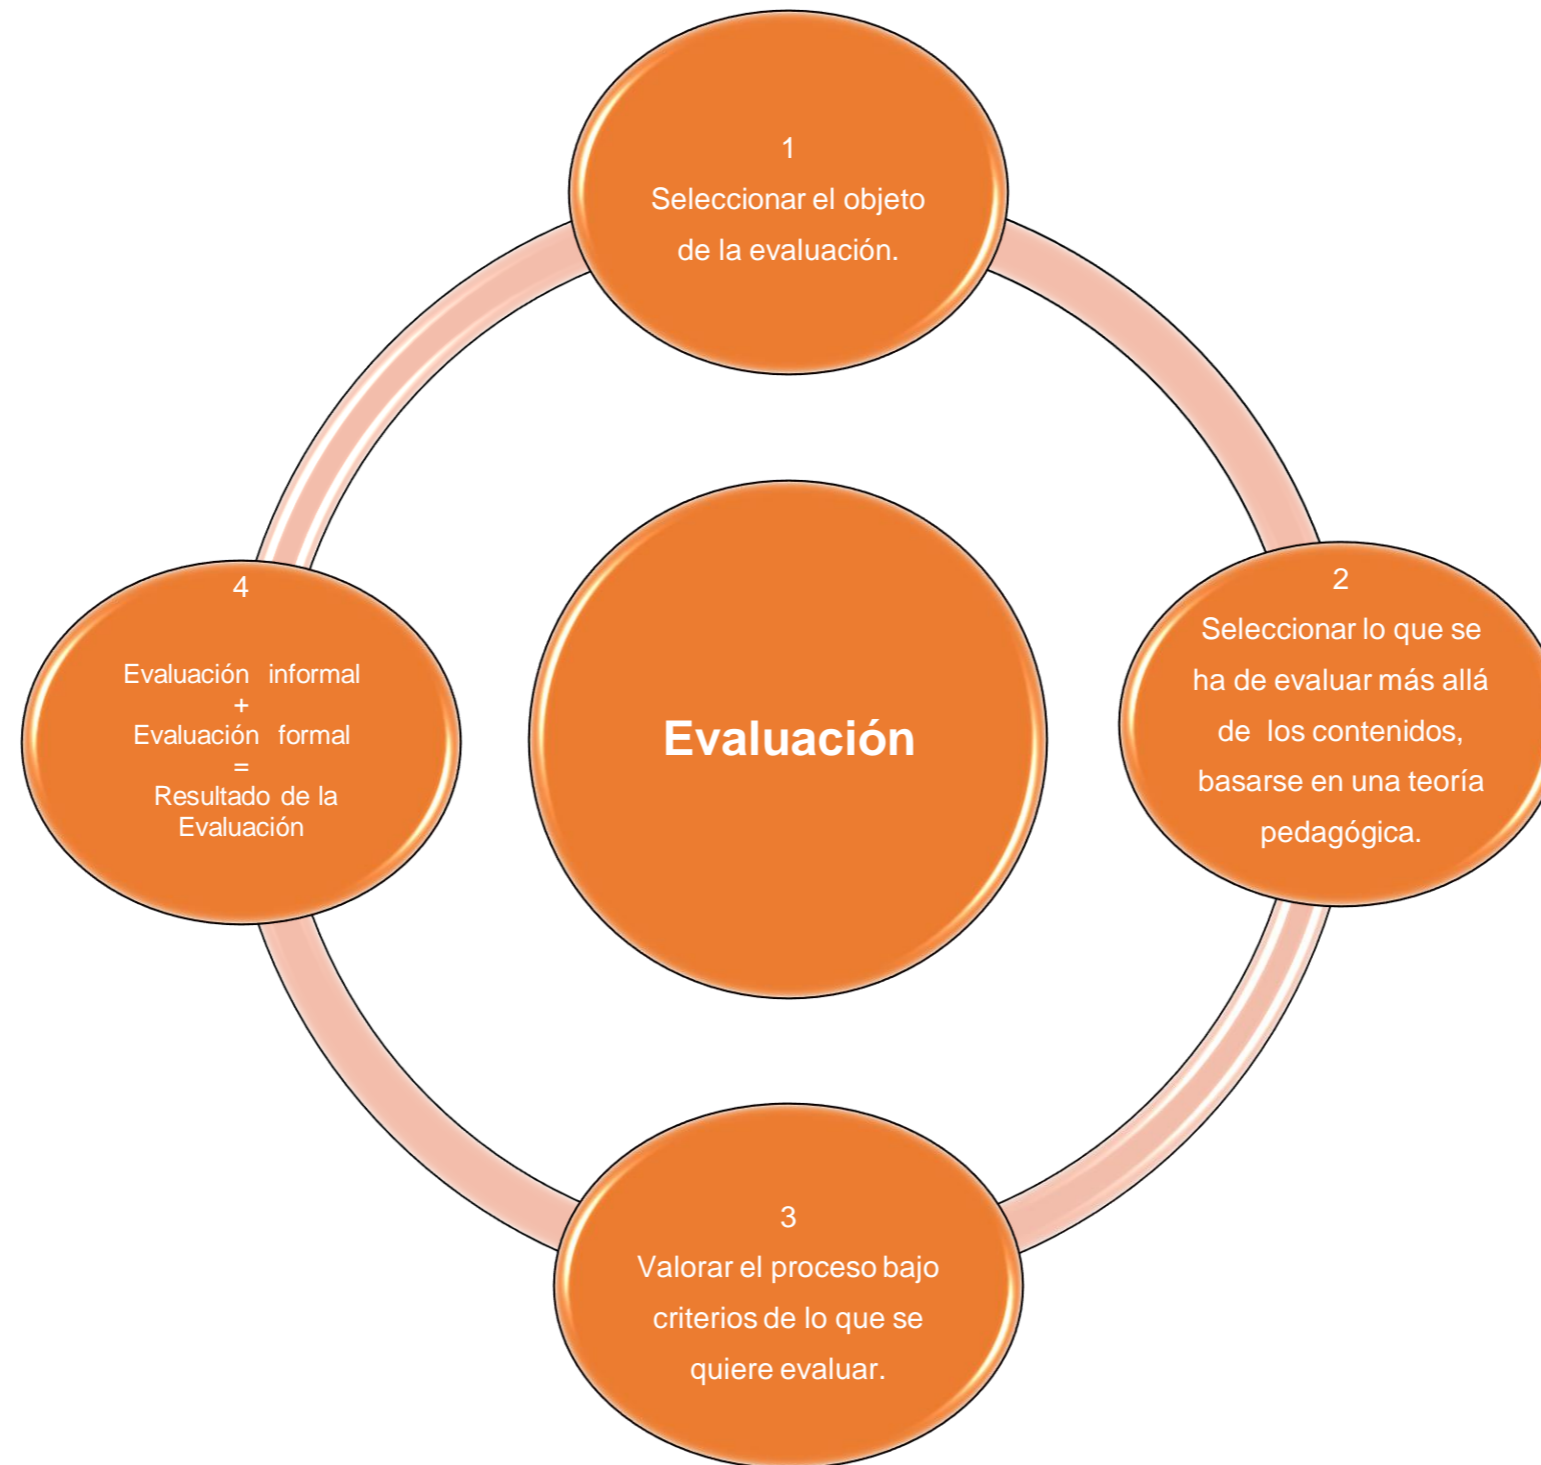 1
Seleccionar el objeto
de la evaluación.
2
Seleccionar lo que se
ha de evaluar más allá
de los contenidos,
basarse en una teoría
pedagógica.
3
Valorar el proceso bajo
criterios de lo que se
quiere evaluar.
4
Evaluación informal
+
Evaluación formal
=
Resultado de la
Evaluación
Evaluación